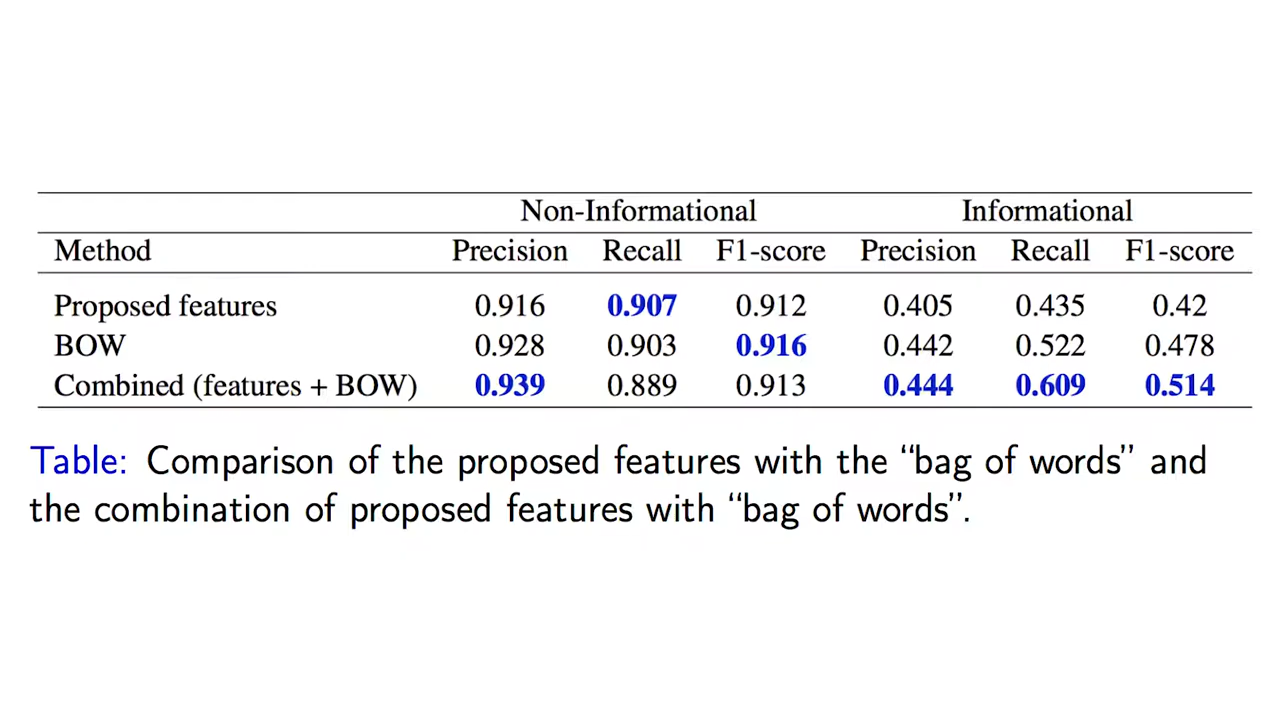 Non-Informational Informational
Method Precision Recall F1-score Precision Recall F1-score
Proposed features 0.916 0.907 0.912 0.405 0.435 0.42
BOW 0.928 0.903 0.916 0.442 0.522 0.478
Combined (features + BOW) 0.939 0.889 0.913 0.444 0.609 0.514
Table: Comparison of the proposed features with the “bag of words” and
the combination of proposed features with “bag of words”.